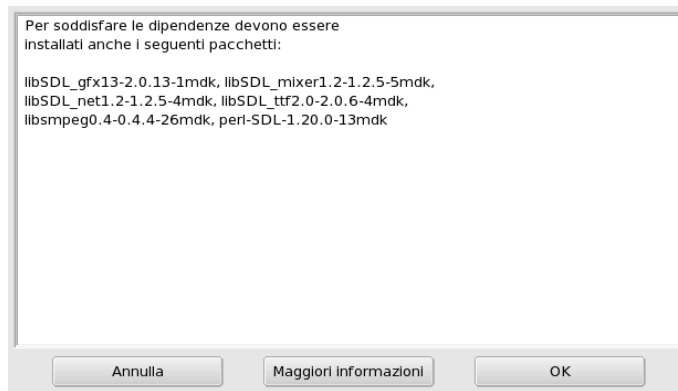 Per soddisfare le dipendenze devono essere
installati anche i seguenti pacchetti:
libSDL_gfx13-2.0.13-1mdk, libSDL_mixer1.2-1.2.5-5mdk,
libSDL_net1.2-1.2.5-4mdk, libSDL_ttf2.0-2.0.6-4mdk,
libsmpeg0.4-0.4.4-26mdk, perl-SDL-1.20.0-13mdk
Annulla
Maggiori informazioni
OK